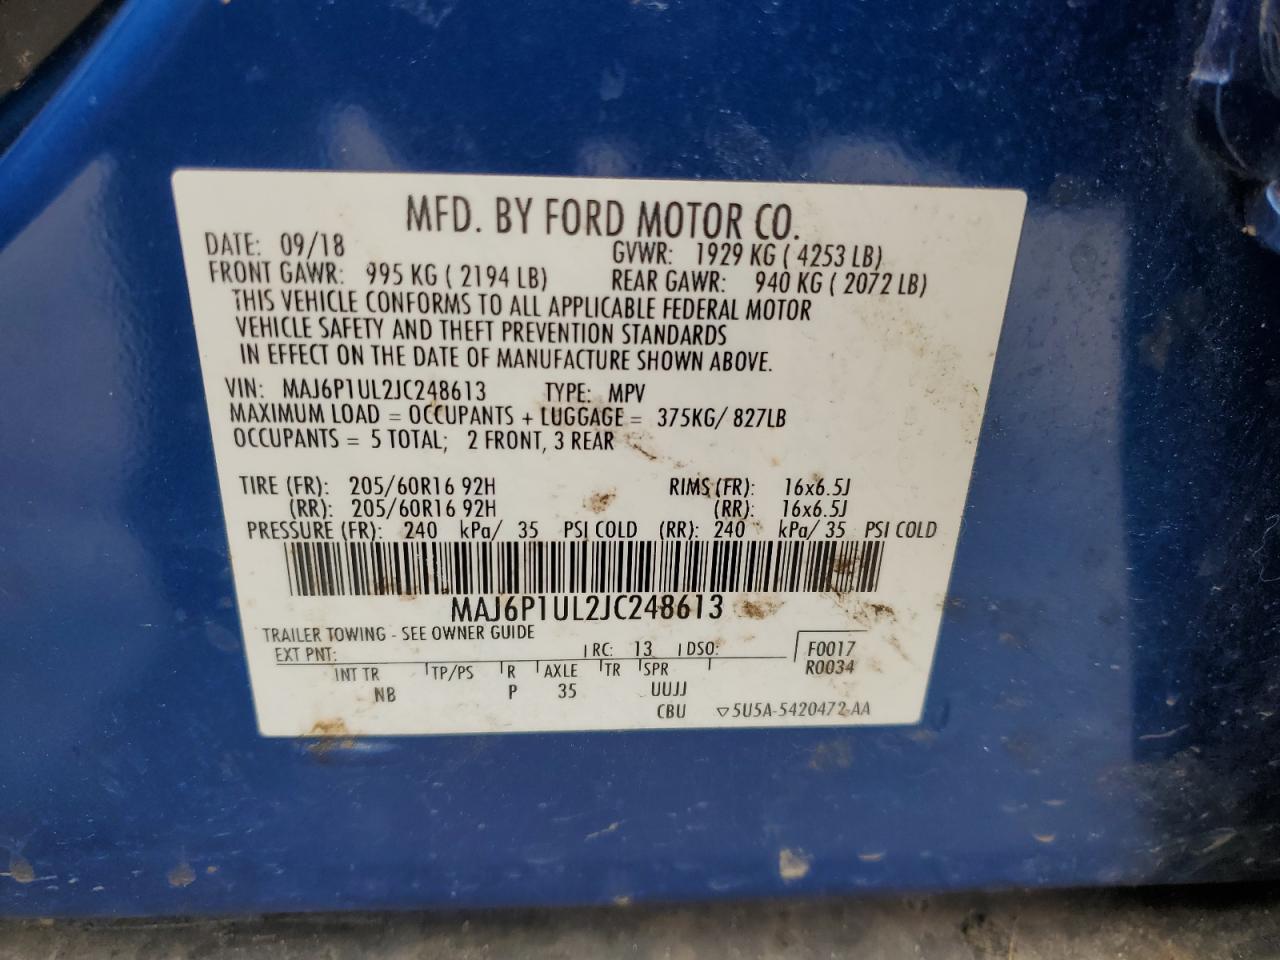 MFD. BY FORD MOTOR CO.
DATE: 09/18 GVWR: 1929 KG ( 4253 LB)
FRONT GAWR: 995 KG ( 2194 LB) REAR GAWR: 940 KG ( 2072 LB)
THIS VEHICLE CONFORMS TO ALL APPLICABLE FEDERAL MOTOR
VEHICLE SAFETY AND THEFT PREVENTION STANDARDS
IN EFFECT ON THE DATE OF MANUFACTURE SHOWN ABOVE.
VIN: MAJ6P1UL2JC248613 TYPE: MPV
MAXIMUM LOAD = OCCUPANTS + LUGGAGE = 375KG/ 827LB
OCCUPANTS = 5 TOTAL; 2 FRONT, 3 REAR
TIRE (FR): 205/60R16 92H RIMS (FR): 16x6.5J
(RR): 205/60R16 92H (RR): 16x6.5J
PRESSURE (FR): 240 kPa/ 35 PSI COLD (RR): 240 kPa/ 35 PSI COLD
MAJ6P1UL2JC248613
TRAILER TOWING - SEE OWNER GUIDE
EXT PNT: RC: 13 DSO: F0017
R0034
INT TR TP/PS R AXLE TR SPR
NB P 35 UUJJ
CBU ▽5U5A-5420472-AA